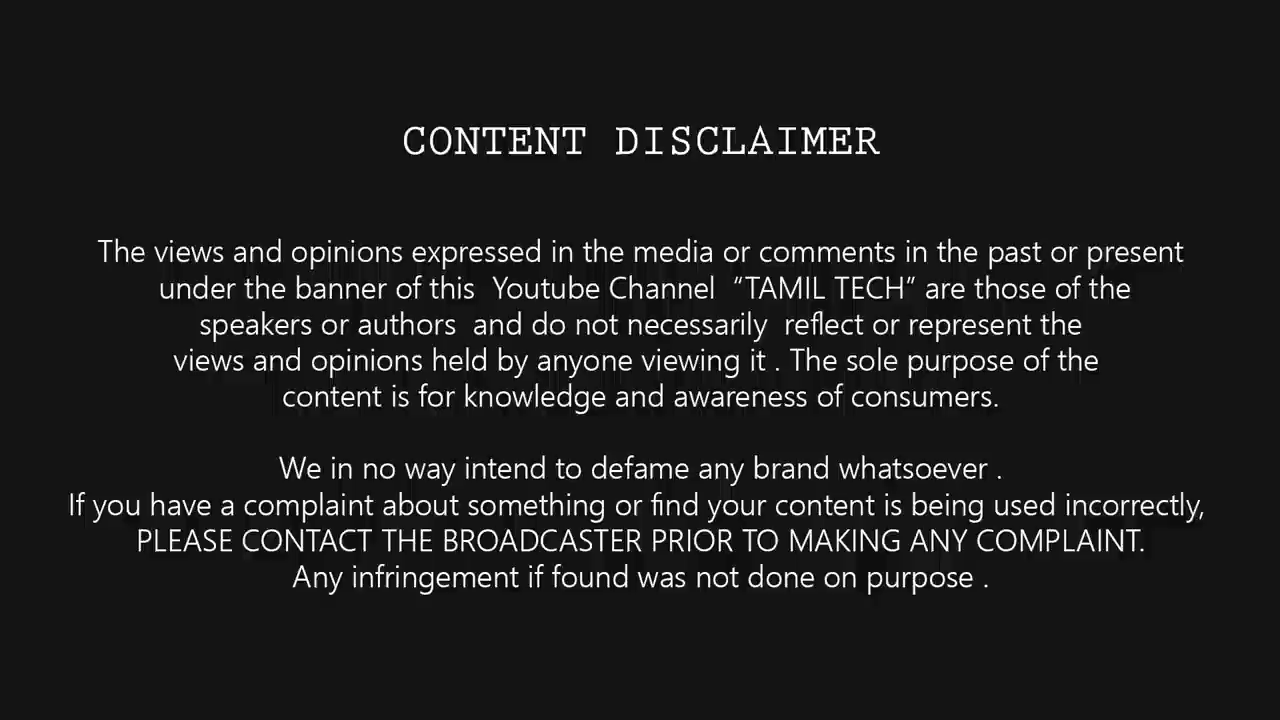 CONTENT DISCLAIMER
The views and opinions expressed in the media or comments in the past or present
under the banner of this  Youtube Channel  “TAMIL TECH” are those of the
speakers or authors  and do not necessarily  reflect or represent the
views and opinions held by anyone viewing it . The sole purpose of the
content is for knowledge and awareness of consumers.
We in no way intend to defame any brand whatsoever .
If you have a complaint about something or find your content is being used incorrectly,
PLEASE CONTACT THE BROADCASTER PRIOR TO MAKING ANY COMPLAINT.
Any infringement if found was not done on purpose .